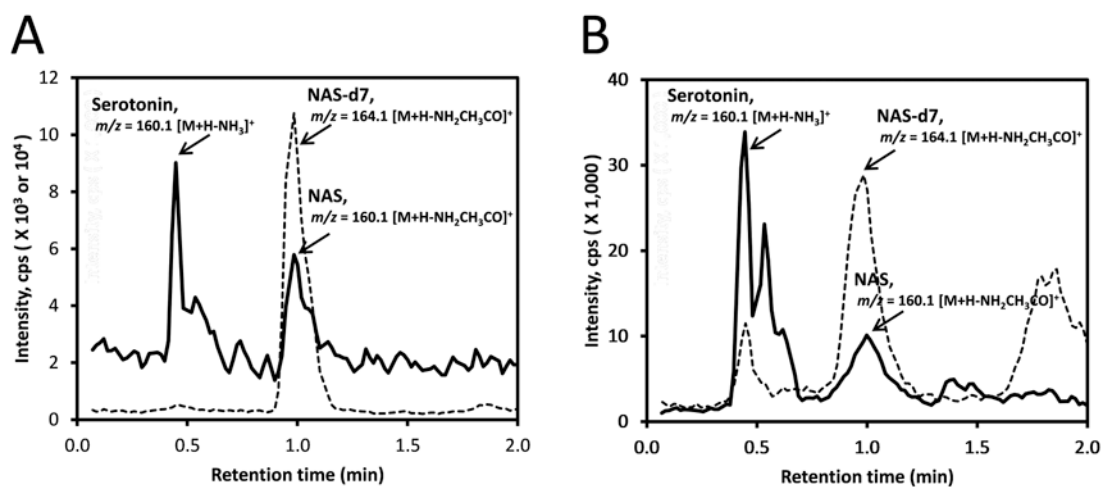 A
Intensity, cps ( X 10³ or 10⁴)
12
10
8
6
4
2
0
Serotonin,
m/z = 160.1 [M+H-NH₃]⁺
NAS-d7,
m/z = 164.1 [M+H-NH₂CH₃CO]⁺
NAS,
m/z = 160.1 [M+H-NH₂CH₃CO]⁺
0.0 0.5 1.0 1.5 2.0
Retention time (min)
B
Intensity, cps ( X 1,000)
40
30
20
10
0
Serotonin,
m/z = 160.1 [M+H-NH₃]⁺
NAS-d7,
m/z = 164.1 [M+H-NH₂CH₃CO]⁺
NAS,
m/z = 160.1 [M+H-NH₂CH₃CO]⁺
0.0 0.5 1.0 1.5 2.0
Retention time (min)